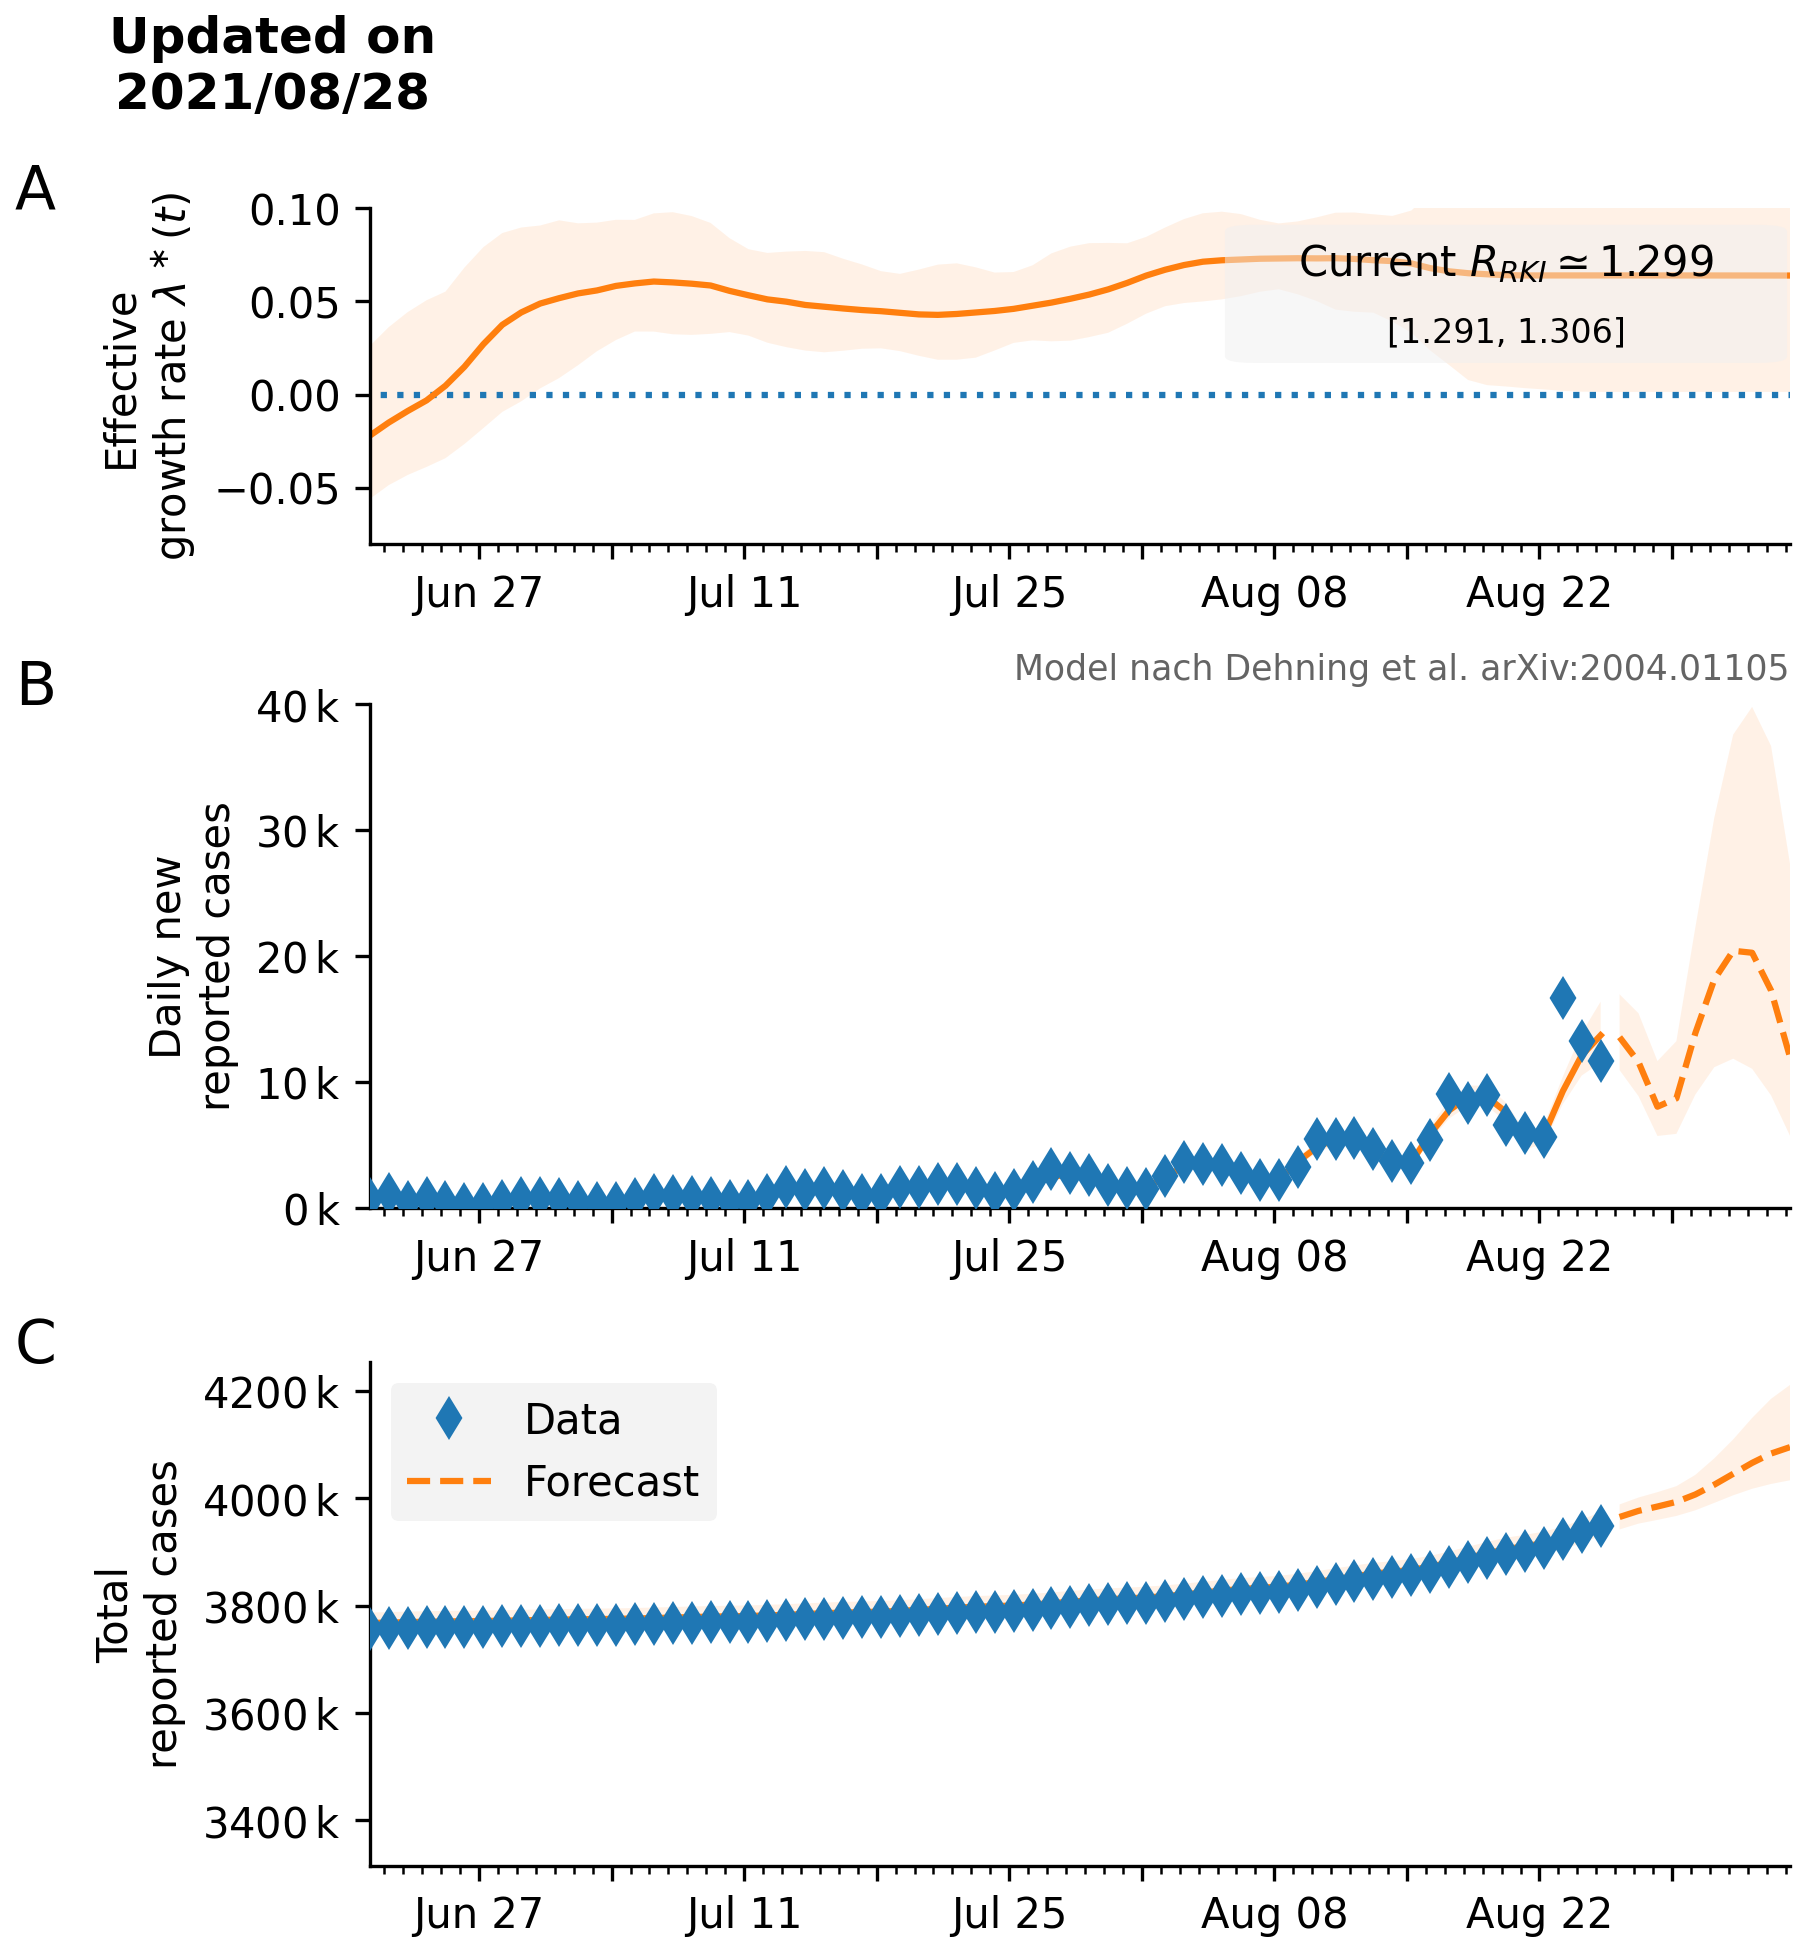 Updated on
2021/08/28
A
Effective
growth rate λ * (t)
0.10
0.05
0.00
−0.05
Current R_RKI ≃ 1.299
[1.291, 1.306]
Jun 27
Jul 11
Jul 25
Aug 08
Aug 22
Model nach Dehning et al. arXiv:2004.01105
B
Daily new
reported cases
40 k
30 k
20 k
10 k
0 k
Jun 27
Jul 11
Jul 25
Aug 08
Aug 22
C
Total
reported cases
4200 k
4000 k
3800 k
3600 k
3400 k
Data
Forecast
Jun 27
Jul 11
Jul 25
Aug 08
Aug 22